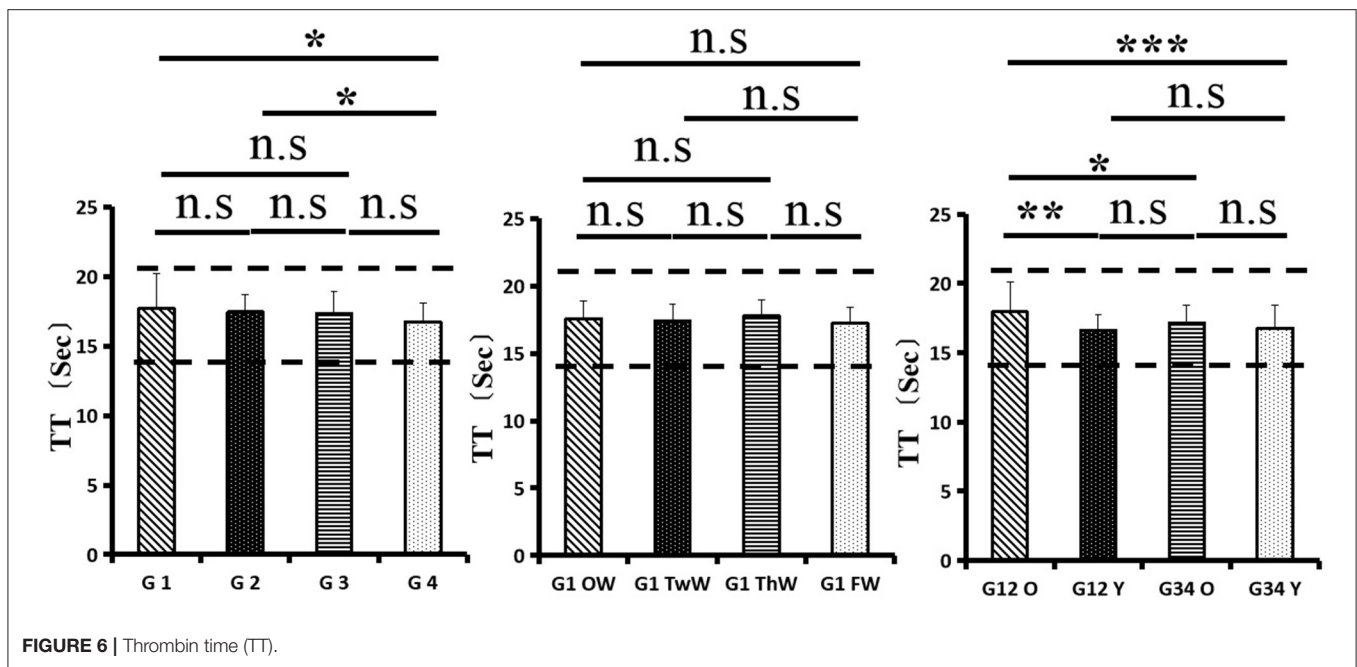 *
*
n.s
n.s n.s n.s
25
20
15
10
5
0
TT (Sec)
G 1 G 2 G 3 G 4
n.s
n.s
n.s
n.s n.s n.s
25
20
15
10
5
0
TT (Sec)
G1 OW G1 TwW G1 ThW G1 FW
***
n.s
*
** n.s n.s
25
20
15
10
5
0
TT (Sec)
G12 O G12 Y G34 O G34 Y
FIGURE 6 | Thrombin time (TT).